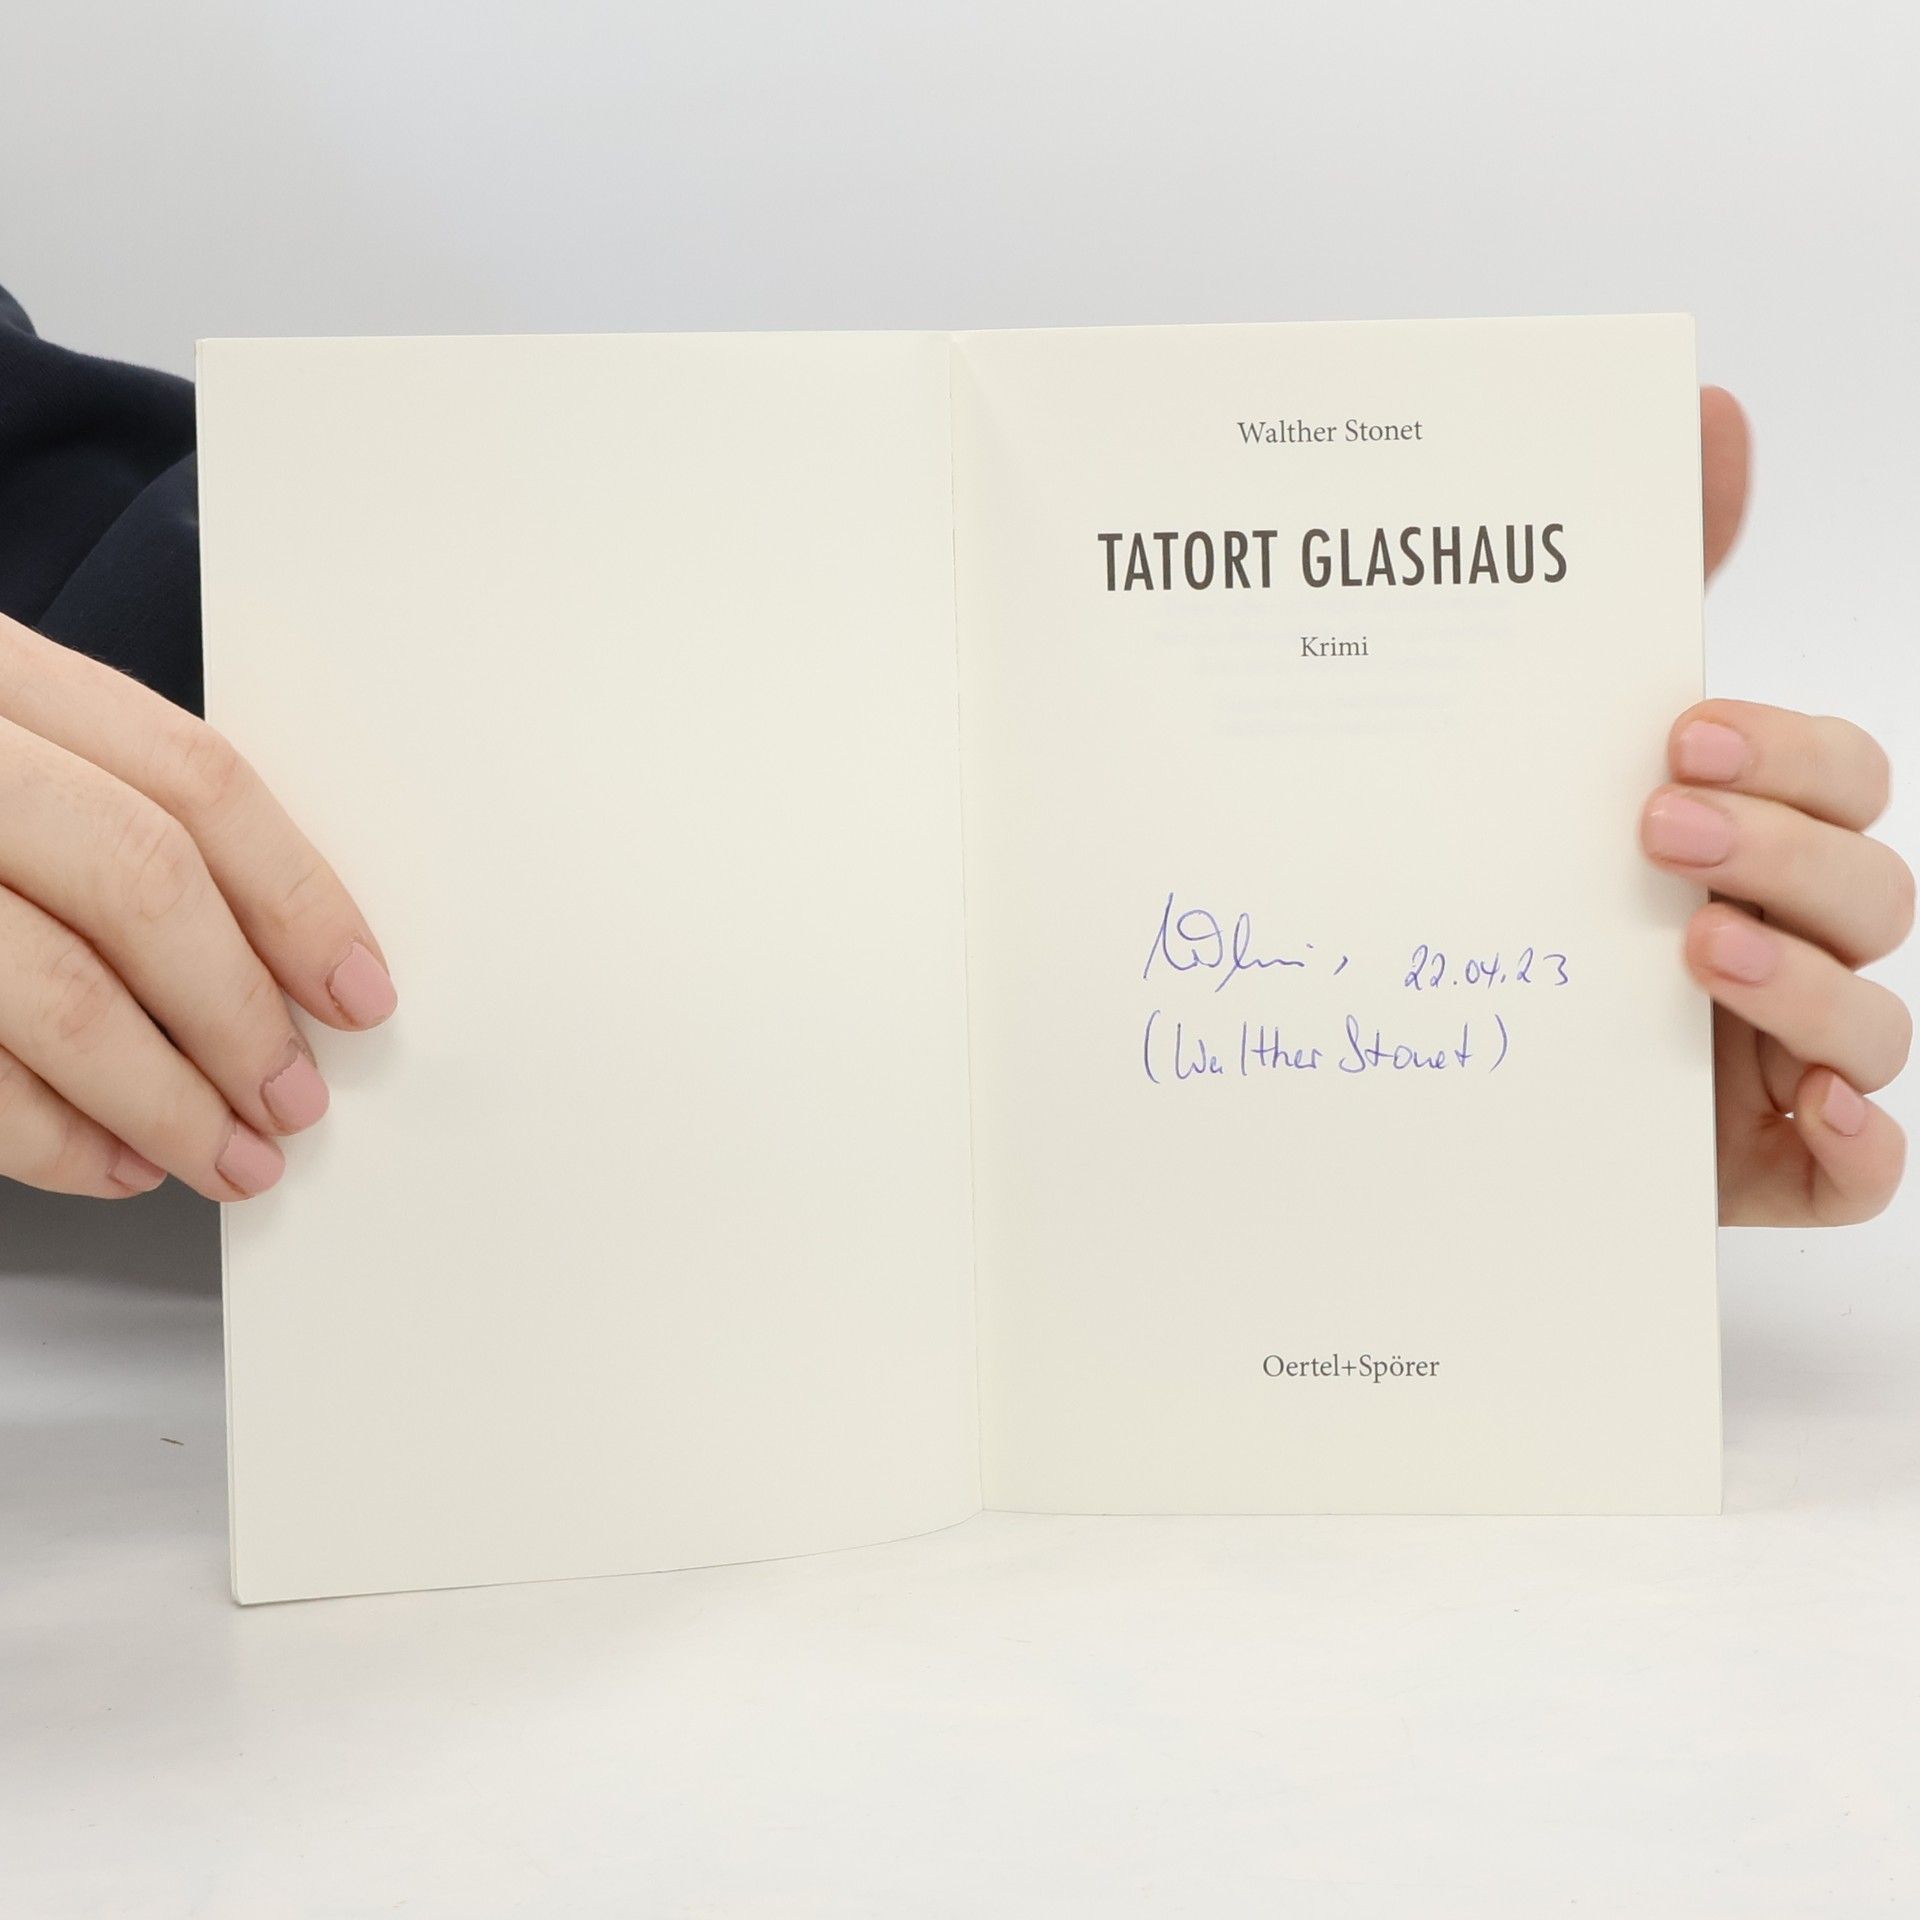 Walther Stonet
TATORT GLASHAUS
Krimi
, 22.04.23
(Walther Stonet)
Oertel+Spörer